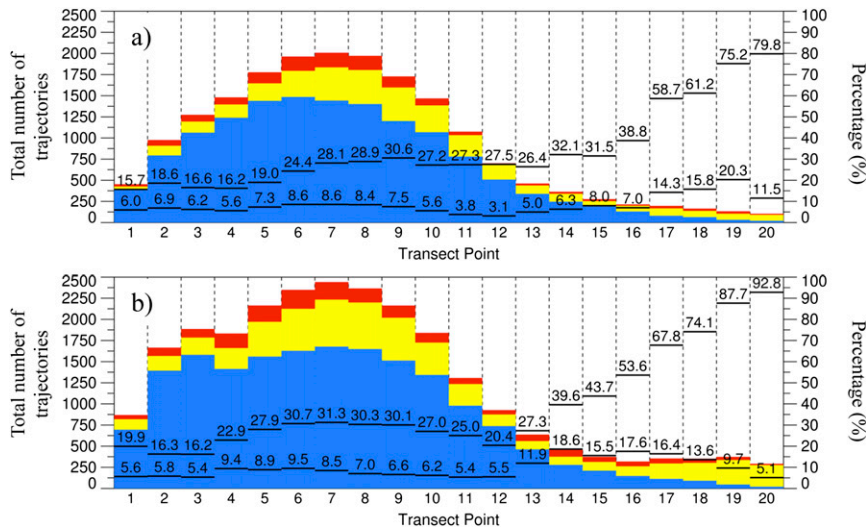 a)
Total number of
trajectories
2500
2250
2000
1750
1500
1250
1000
750
500
250
0
100
90
80
70
60
50
40
30
20
10
0
Percentage (%)
15.7 18.6 16.6 16.2 19.0 24.4 28.1 28.9 30.6 27.2 27.3 27.5 26.4 32.1 31.5 38.8 58.7 61.2 75.2 79.8
6.0 6.9 6.2 5.6 7.3 8.6 8.6 8.4 7.5 5.6 3.8 3.1 5.0 6.3 8.0 7.0 14.3 15.8 20.3 11.5
1 2 3 4 5 6 7 8 9 10 11 12 13 14 15 16 17 18 19 20
Transect Point
b)
Total number of
trajectories
2500
2250
2000
1750
1500
1250
1000
750
500
250
0
100
90
80
70
60
50
40
30
20
10
0
Percentage (%)
19.9 16.3 16.2 22.9 27.9 30.7 31.3 30.3 30.1 27.0 25.0 20.4 27.3 39.6 43.7 53.6 67.8 74.1 87.7 92.8
5.6 5.8 5.4 9.4 8.9 9.5 8.5 7.0 6.6 6.2 5.4 5.5 11.9 18.6 15.5 17.6 16.4 13.6 9.7 5.1
1 2 3 4 5 6 7 8 9 10 11 12 13 14 15 16 17 18 19 20
Transect Point